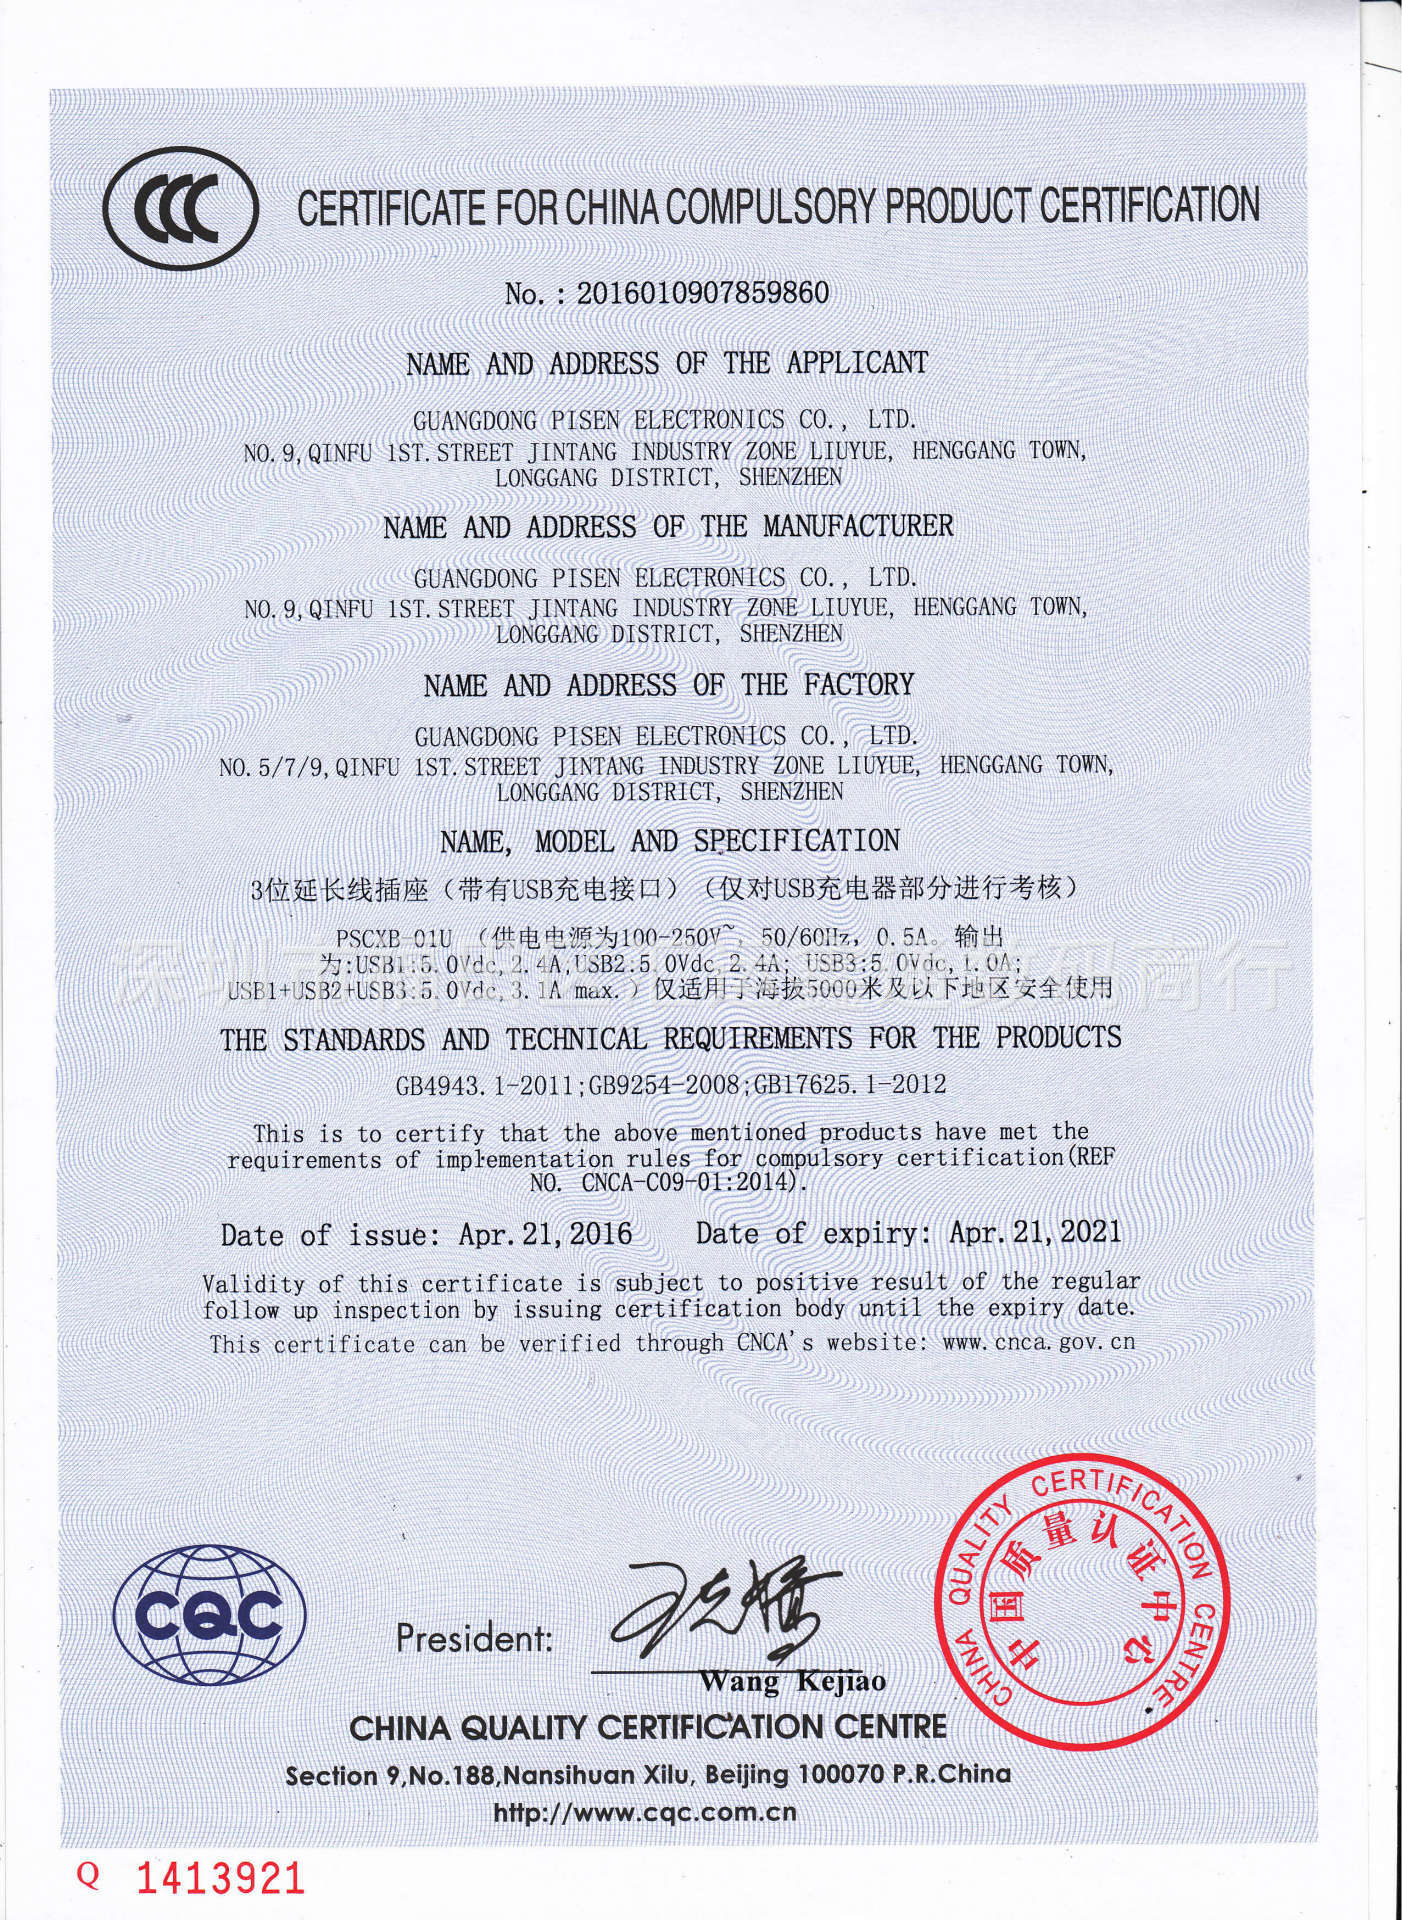 CCC CERTIFICATE FOR CHINA COMPULSORY PRODUCT CERTIFICATION
No.: 2016010907859860
NAME AND ADDRESS OF THE APPLICANT
GUANGDONG PISEN ELECTRONICS CO., LTD.
NO.9,QINFU 1ST.STREET JINTANG INDUSTRY ZONE LIUYUE, HENGGANG TOWN,
LONGGANG DISTRICT, SHENZHEN
NAME AND ADDRESS OF THE MANUFACTURER
GUANGDONG PISEN ELECTRONICS CO., LTD.
NO.9,QINFU 1ST.STREET JINTANG INDUSTRY ZONE LIUYUE, HENGGANG TOWN,
LONGGANG DISTRICT, SHENZHEN
NAME AND ADDRESS OF THE FACTORY
GUANGDONG PISEN ELECTRONICS CO., LTD.
NO.5/7/9,QINFU 1ST.STREET JINTANG INDUSTRY ZONE LIUYUE, HENGGANG TOWN,
LONGGANG DISTRICT, SHENZHEN
NAME, MODEL AND SPECIFICATION
3位延长线插座（带有USB充电接口）（仅对USB充电器部分进行考核）
PSCXB-01U （供电电源为100-250V~, 50/60Hz, 0.5A。输出
为:USB1:5.0Vdc,2.4A,USB2:5.0Vdc,2.4A; USB3:5.0Vdc,1.0A;
USB1+USB2+USB3:5.0Vdc,3.1A max.）仅适用于海拔5000米及以下地区安全使用
THE STANDARDS AND TECHNICAL REQUIREMENTS FOR THE PRODUCTS
GB4943.1-2011;GB9254-2008;GB17625.1-2012
This is to certify that the above mentioned products have met the
requirements of implementation rules for compulsory certification(REF
NO. CNCA-C09-01:2014).
Date of issue: Apr.21,2016 Date of expiry: Apr.21,2021
Validity of this certificate is subject to positive result of the regular
follow up inspection by issuing certification body until the expiry date.
This certificate can be verified through CNCA's website: www.cnca.gov.cn
CHINA QUALITY CERTIFICATION CENTRE
中国质量认证中心
CQC
President:
Wang Kejiao
CHINA QUALITY CERTIFICATION CENTRE
Section 9,No.188,Nansihuan Xilu, Beijing 100070 P.R.China
http://www.cqc.com.cn
Q 1413921